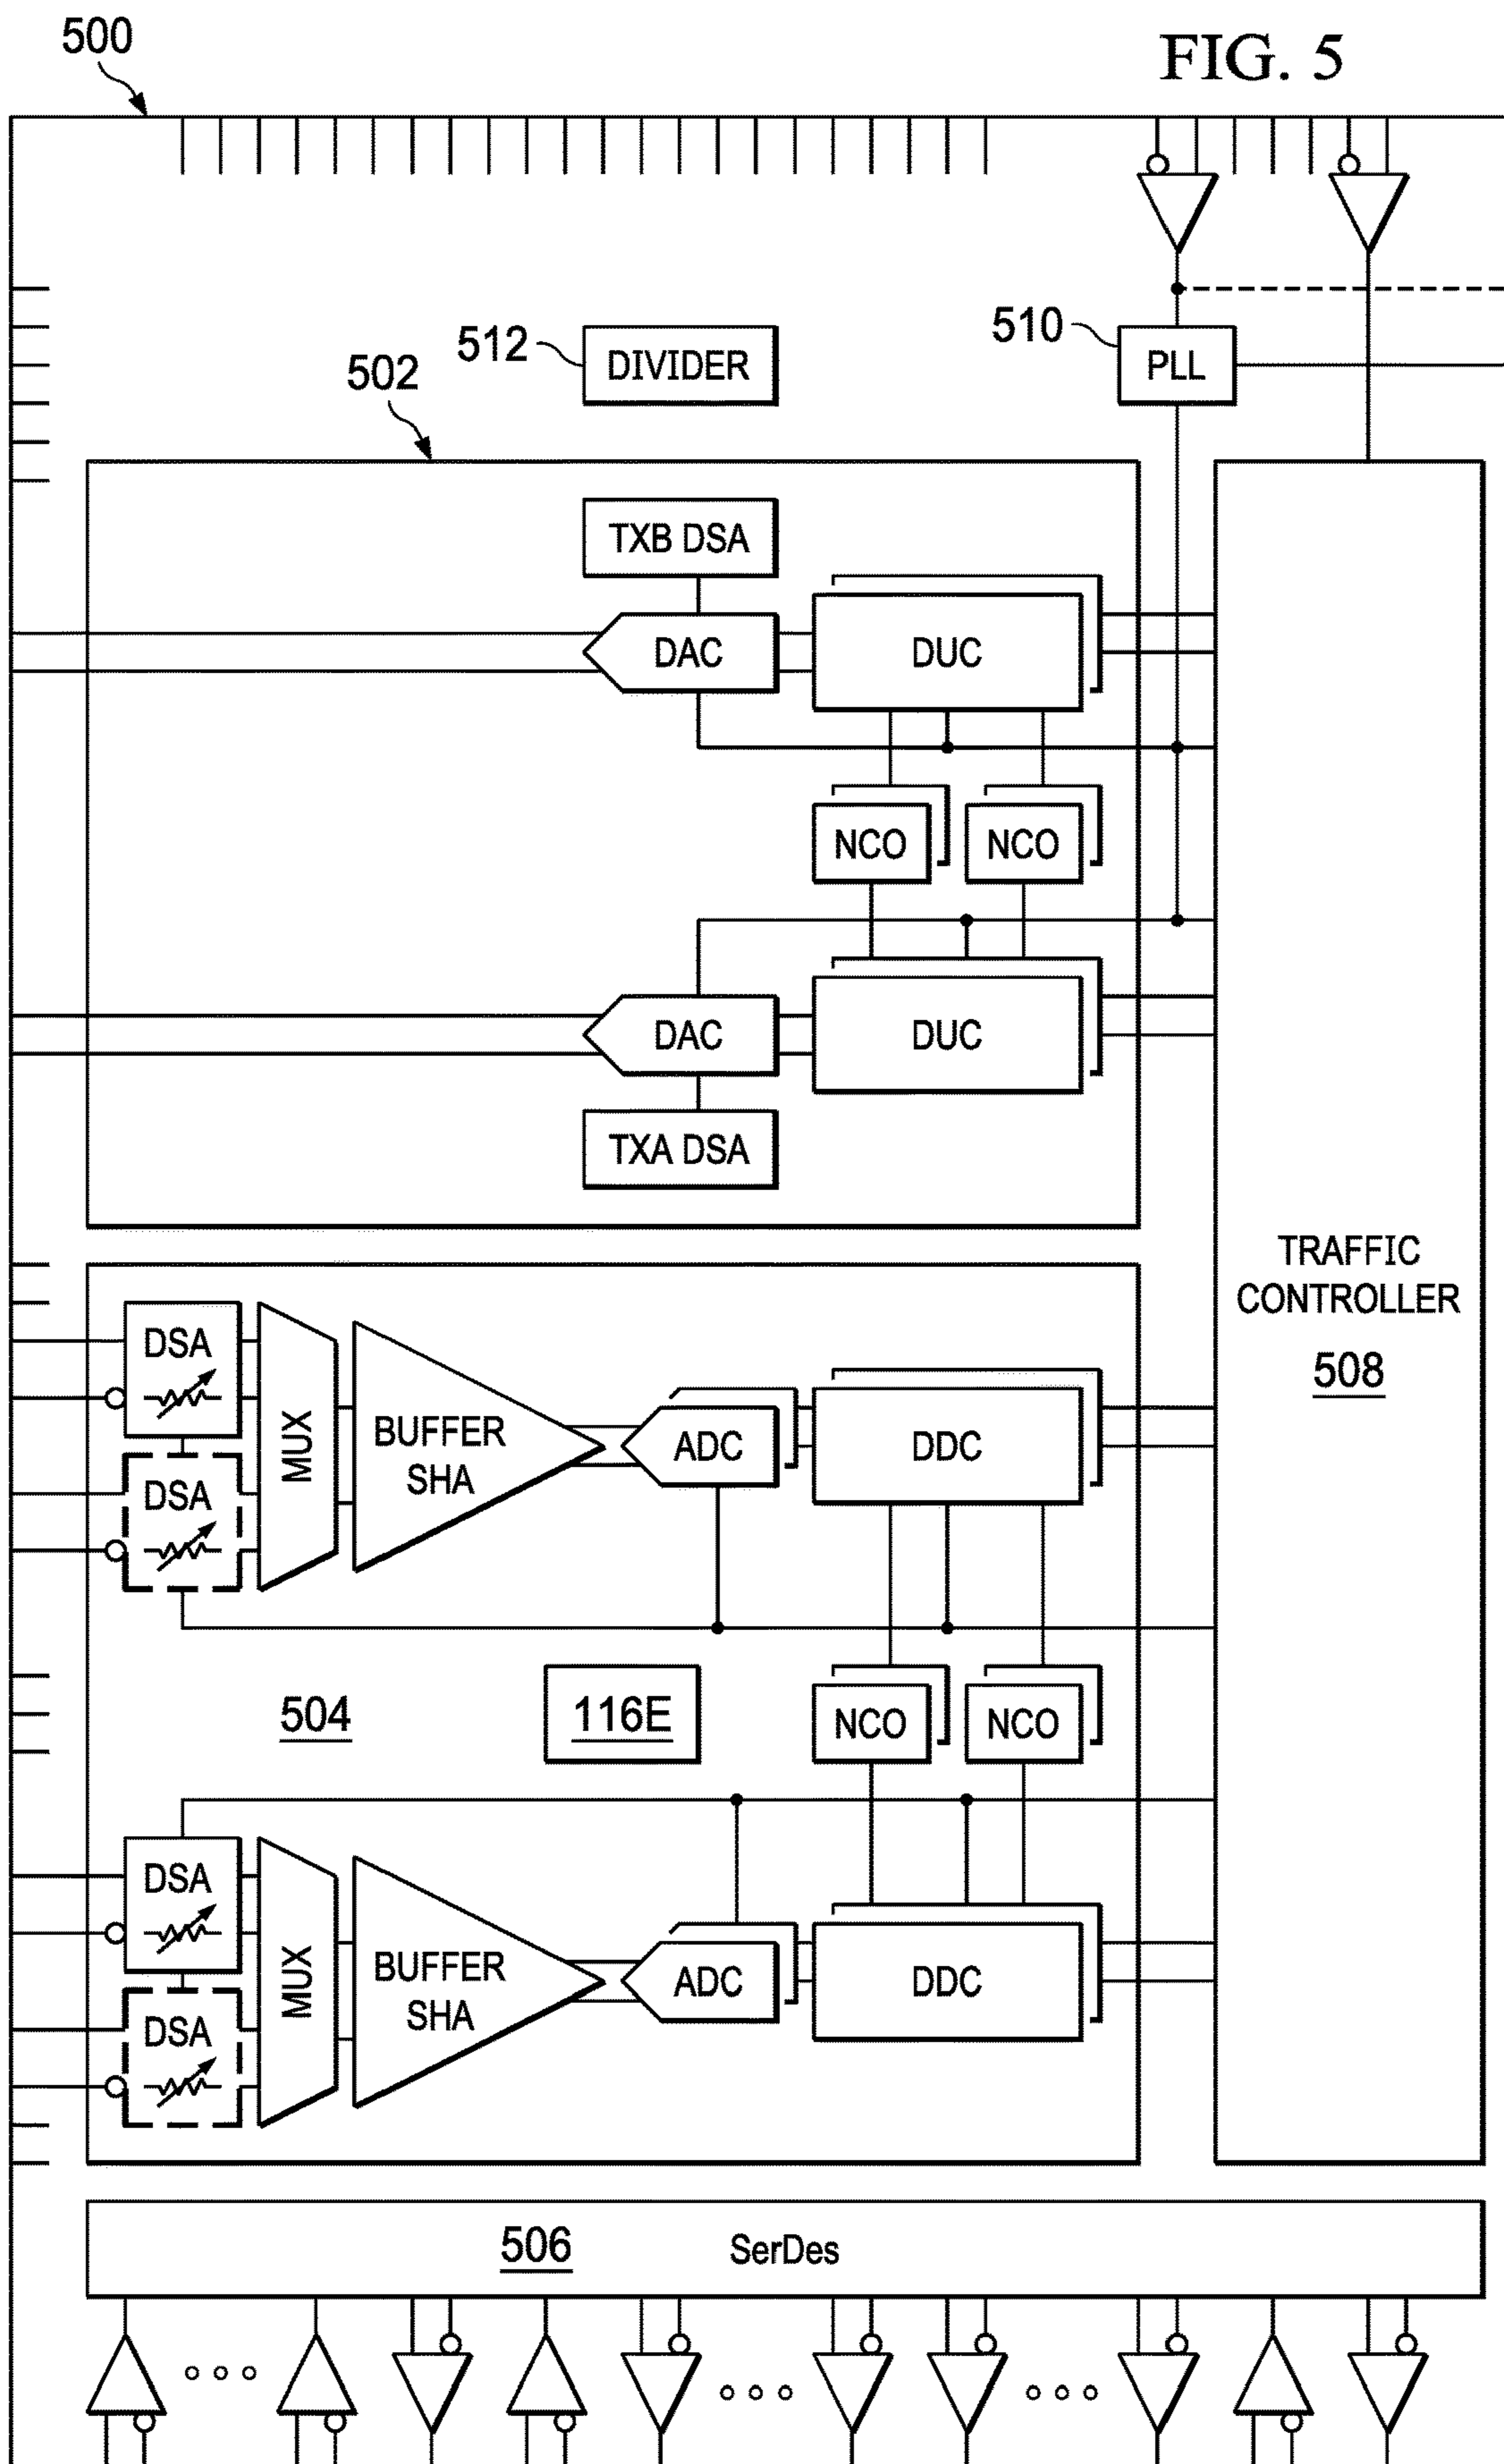 500
FIG. 5
512
DIVIDER
510
PLL
502
TXB DSA
DAC
DUC
NCO
NCO
DAC
DUC
TXA DSA
TRAFFIC
CONTROLLER
508
DSA
DSA
MUX
BUFFER
SHA
ADC
DDC
504
116E
NCO
NCO
DSA
DSA
MUX
BUFFER
SHA
ADC
DDC
506
SerDes